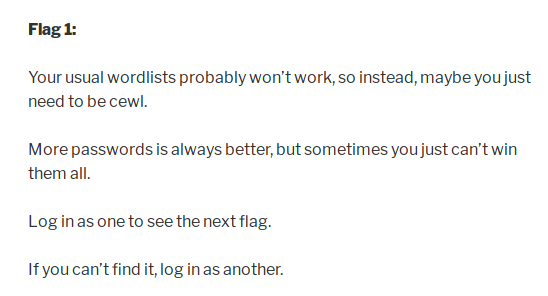 Flag 1:
Your usual wordlists probably won’t work, so instead, maybe you just
need to be cewl.
More passwords is always better, but sometimes you just can’t win
them all.
Log in as one to see the next flag.
If you can’t find it, log in as another.